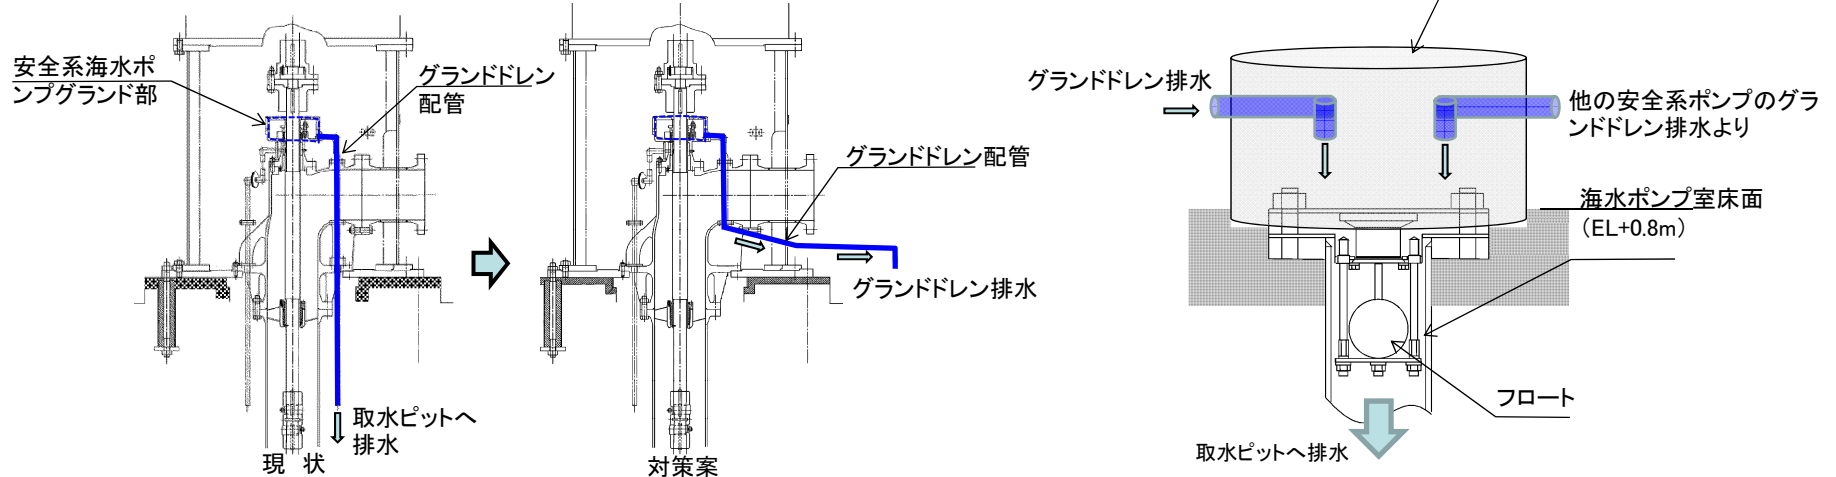 安全系海水ポ
ンプグランド部
グランドドレン
配管
取水ピットへ
排水
現 状
グランドドレン配管
グランドドレン排水
対策案
グランドドレン排水
他の安全系ポンプのグラ
ンドドレン排水より
海水ポンプ室床面
(EL+0.8m)
フロート
取水ピットへ排水